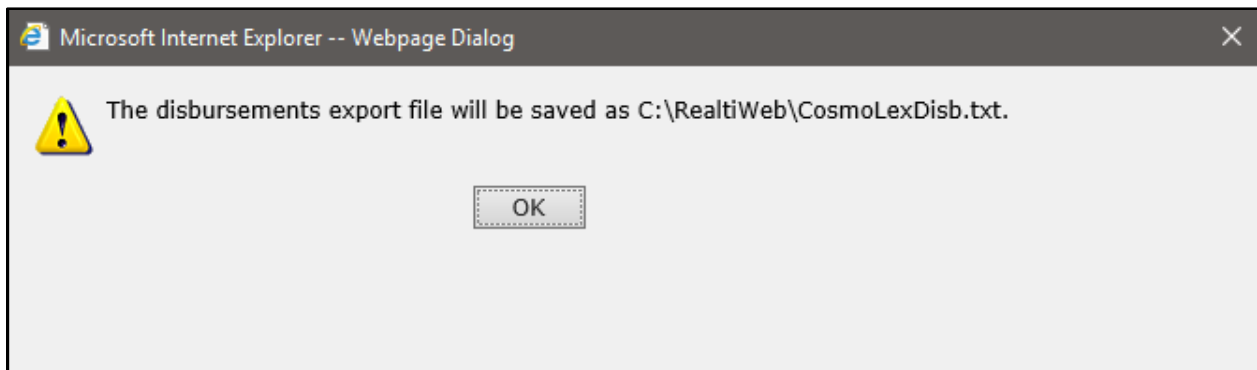 Microsoft Internet Explorer -- Webpage Dialog
The disbursements export file will be saved as C:\RealtiWeb\CosmoLexDisb.txt.
OK